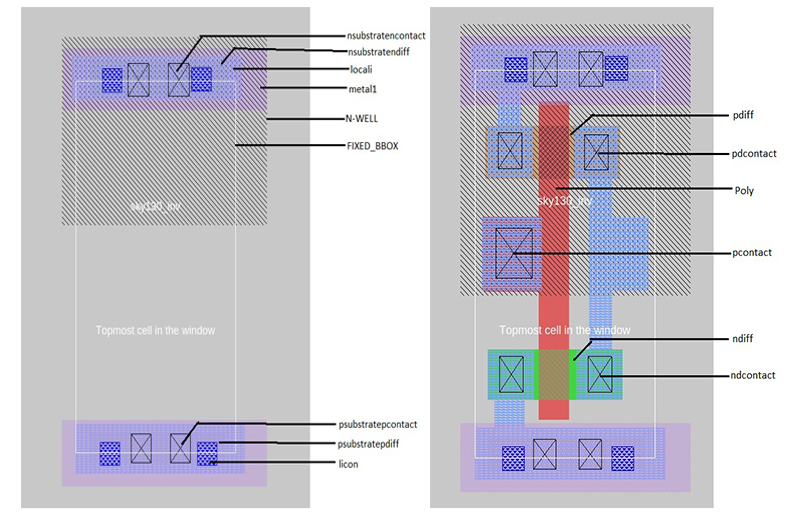 nsubstratencontact
nsubstratendiff
locali
metal1
N-WELL
FIXED_BBOX
sky130_inv
Topmost cell in the window
psubstratepcontact
psubstratepdiff
licon
pdiff
pdcontact
Poly
sky130_inv
pcontact
Topmost cell in the window
ndiff
ndcontact